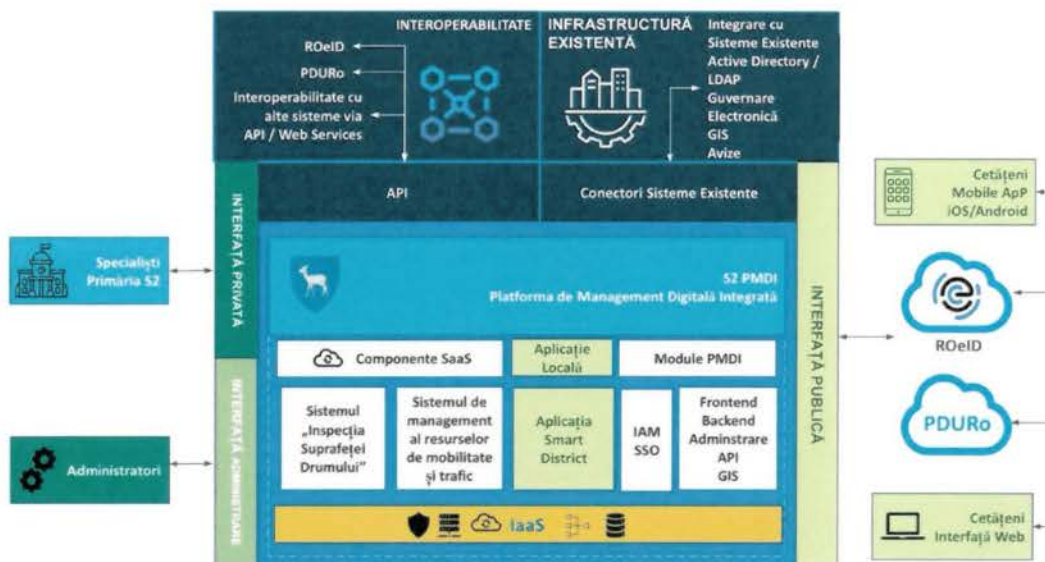 INTEROPERABILITATE
ROeID
PDURo
Interoperabilitate cu
alte sisteme via
API / Web Services
INFRASTRUCTURĂ
EXISTENTĂ
Integrare cu
Sisteme Existente
Active Directory /
LDAP
Guvernare
Electronică
GIS
Avize
API
Conectori Sisteme Existente
INTERFAȚĂ PRIVATĂ
INTERFAȚĂ ADMINISTRARE
INTERFAȚĂ PUBLICĂ
Specialiști
Primăria S2
Administratori
S2 PMDI
Platforma de Management Digitală Integrată
Componente SaaS
Aplicație
Locală
Module PMDI
Sistemul
„Inspecția
Suprafeței
Drumului”
Sistemul de
management
al resurselor
de mobilitate
și trafic
Aplicația
Smart
District
IAM
SSO
Frontend
Backend
Adminstrare
API
GIS
IaaS
Cetățeni
Mobile ApP
iOS/Android
ROeID
PDURo
Cetățeni
Interfață Web